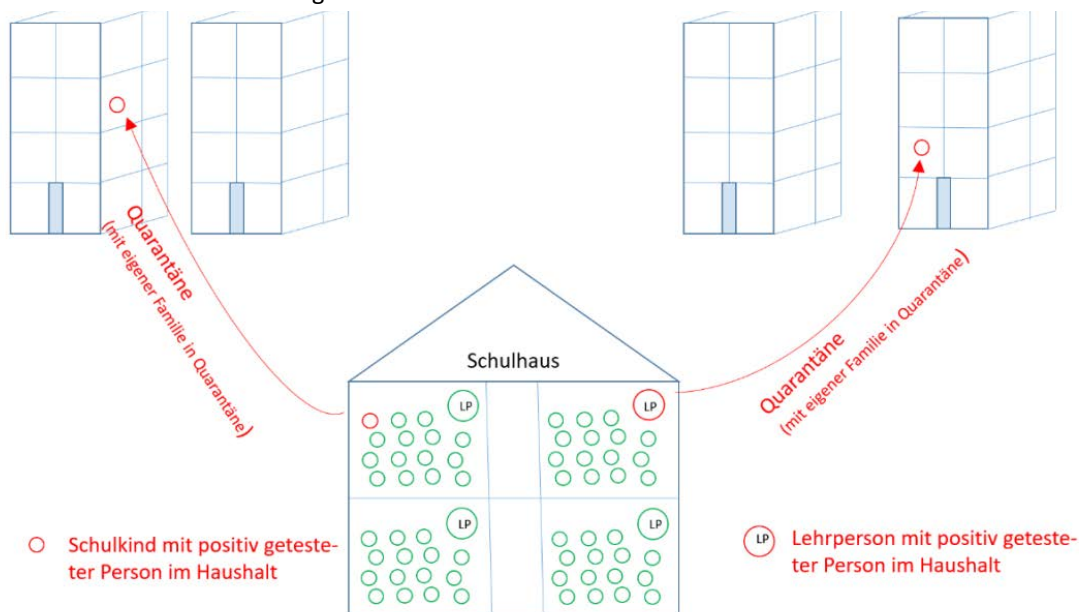 Quarantäne
(mit eigener Familie in Quarantäne)
Quarantäne
(mit eigener Familie in Quarantäne)
Schulhaus
LP
LP
LP
LP
Schulkind mit positiv geteste-
ter Person im Haushalt
LP
Lehrperson mit positiv geteste-
ter Person im Haushalt